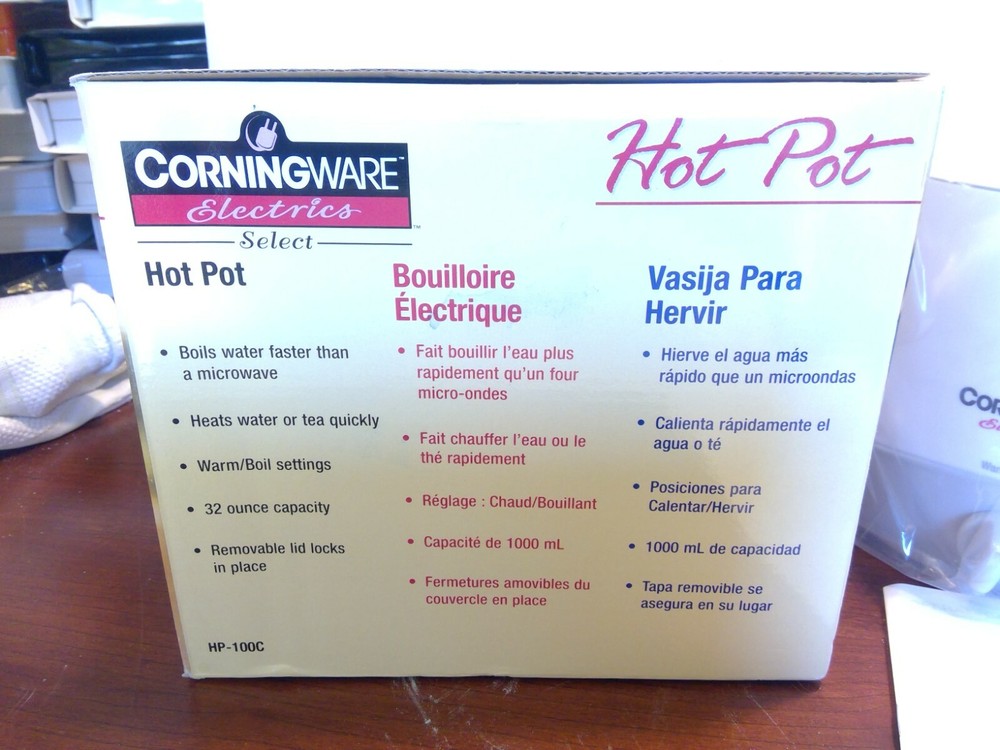 CORNINGWARE™
Electrics™
Select
Hot Pot
Hot Pot
Boils water faster than
a microwave
Heats water or tea quickly
Warm/Boil settings
32 ounce capacity
Removable lid locks
in place
HP-100C
Bouilloire
Électrique
Fait bouillir l'eau plus
rapidement qu'un four
micro-ondes
Fait chauffer l'eau ou le
thé rapidement
Réglage : Chaud/Bouillant
Capacité de 1000 mL
Fermetures amovibles du
couvercle en place
Vasija Para
Hervir
Hierve el agua más
rápido que un microondas
Calienta rápidamente el
agua o té
Posiciones para
Calentar/Hervir
1000 mL de capacidad
Tapa removible se
asegura en su lugar